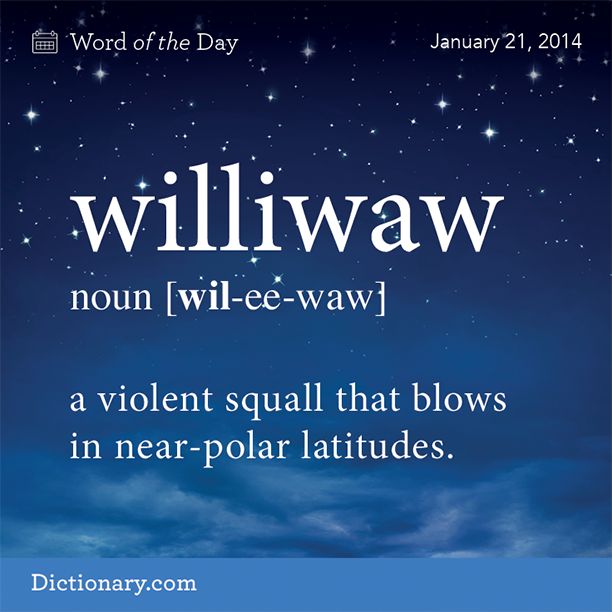 Word of the Day
January 21, 2014
williwaw
noun [wil-ee-waw]
a violent squall that blows
in near-polar latitudes.
Dictionary.com